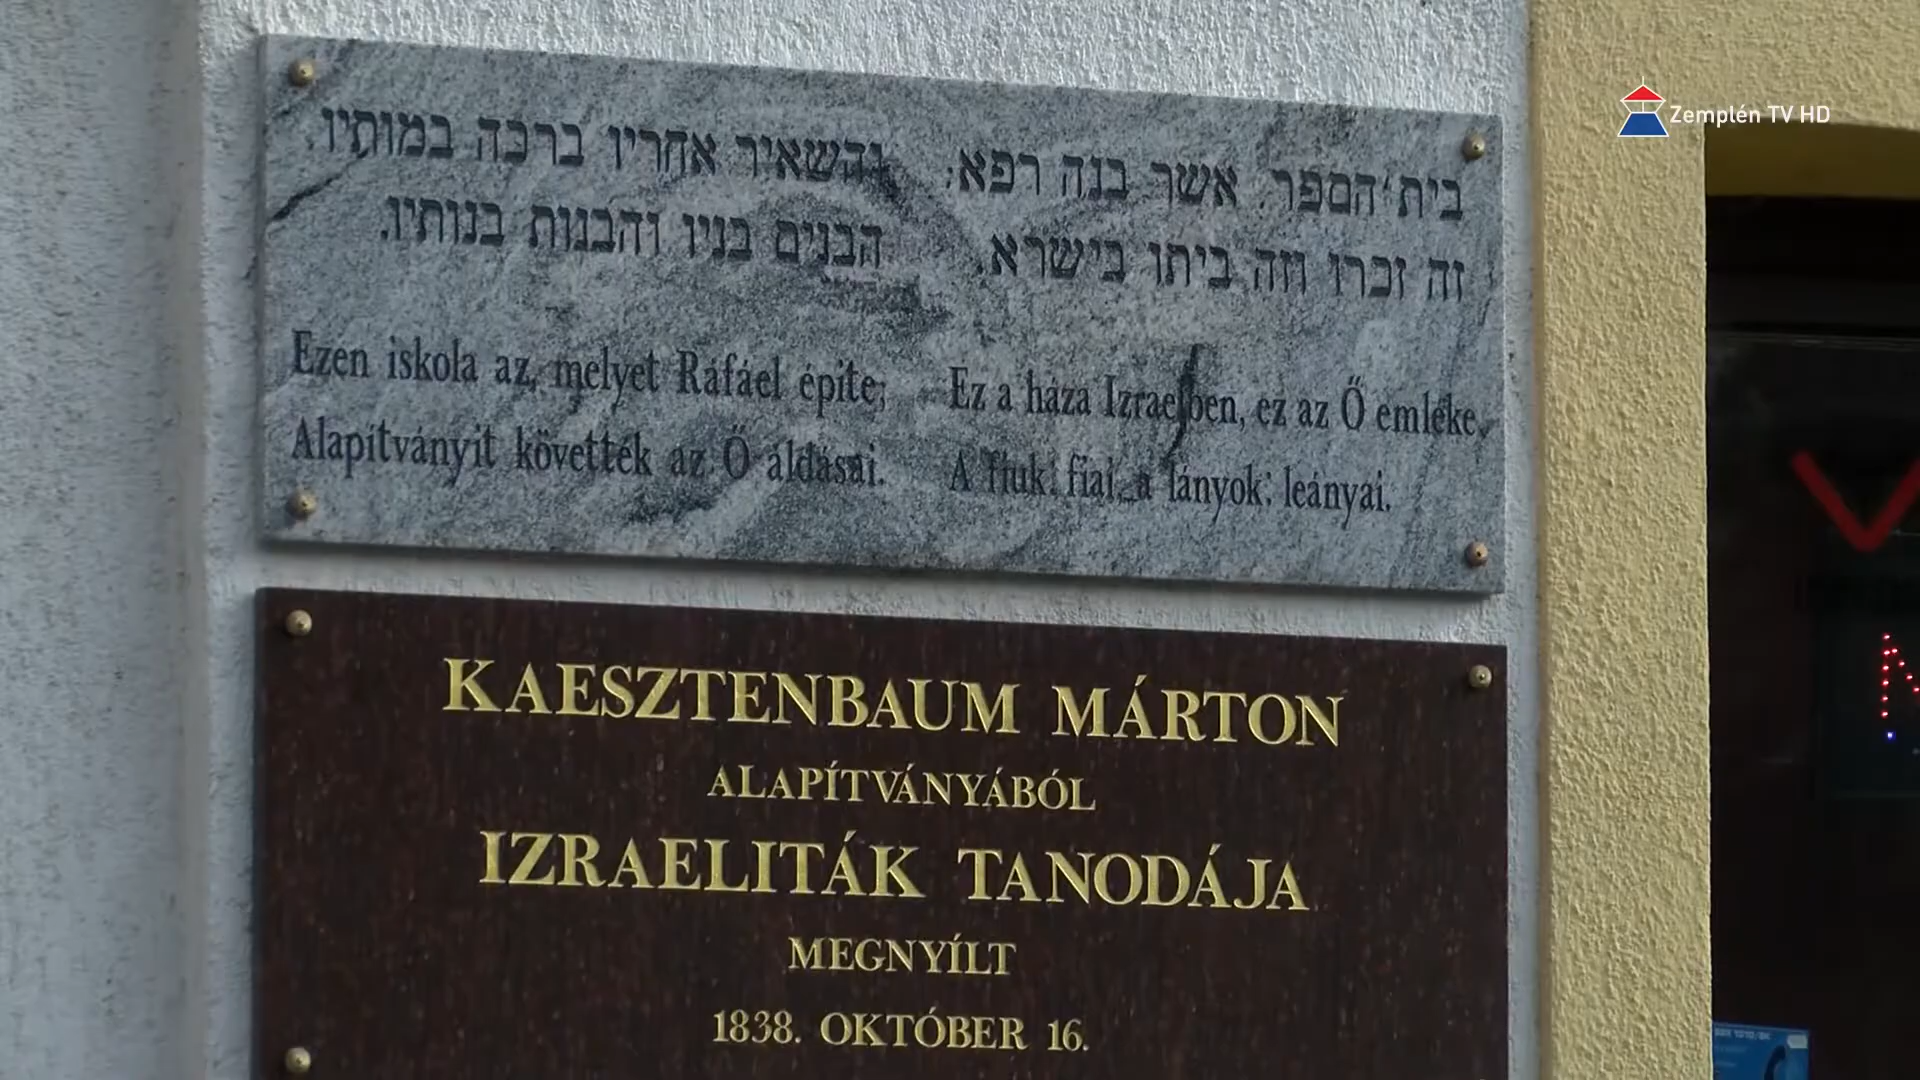 בית הספר אשר בנה רפא: והשאיר אחריו ברכה במותיו.
זה זכרו וזה ביתו בישרא. הבנים בניו והבנות בנותיו.
Ezen iskola az, melyet Ráfáel építe; Ez a háza Izraelben, ez az Ő emléke,
Alapítványit követték az Ő áldásai. A fiuk: fiai, a lányok: leányai.
KAESZTENBAUM MÁRTON
ALAPÍTVÁNYÁBÓL
IZRAELITÁK TANODÁJA
MEGNYÍLT
1838. OKTÓBER 16.
Zemplén TV HD